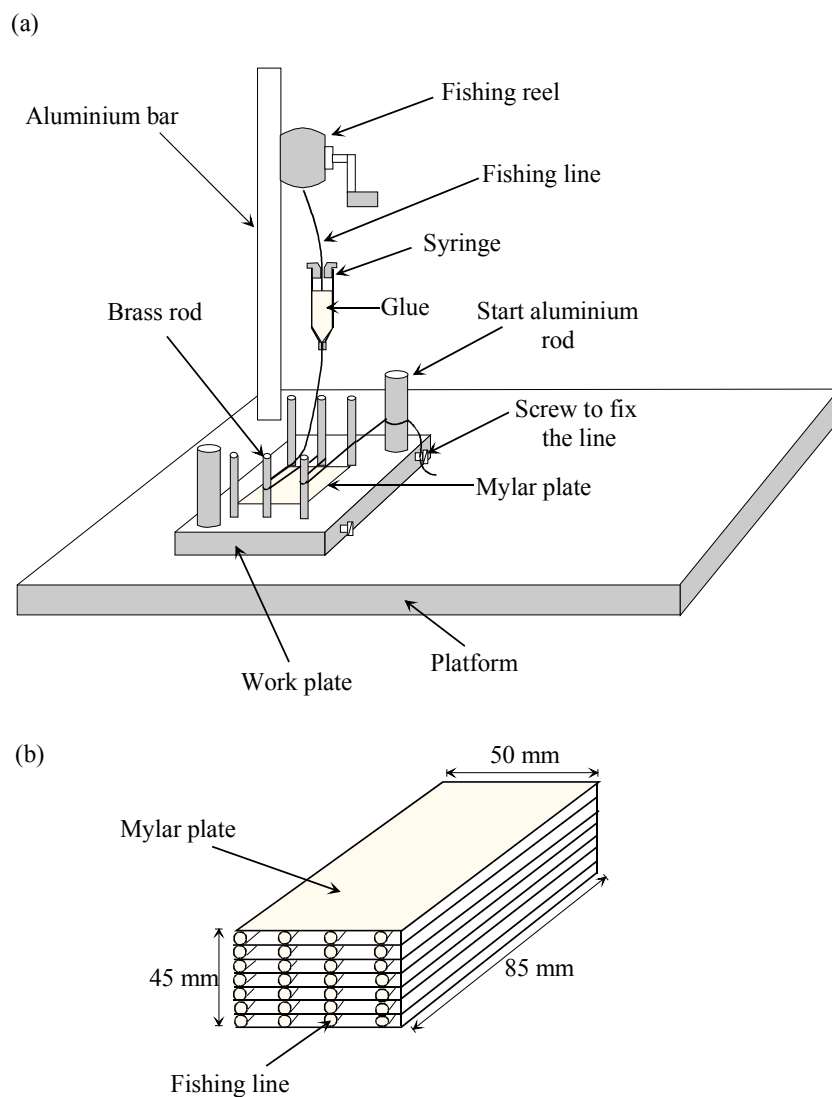 (a)
Fishing reel
Aluminium bar
Fishing line
Syringe
Glue
Brass rod
Start aluminium
rod
Screw to fix
the line
Mylar plate
Work plate
Platform
(b)
50 mm
Mylar plate
45 mm
85 mm
Fishing line